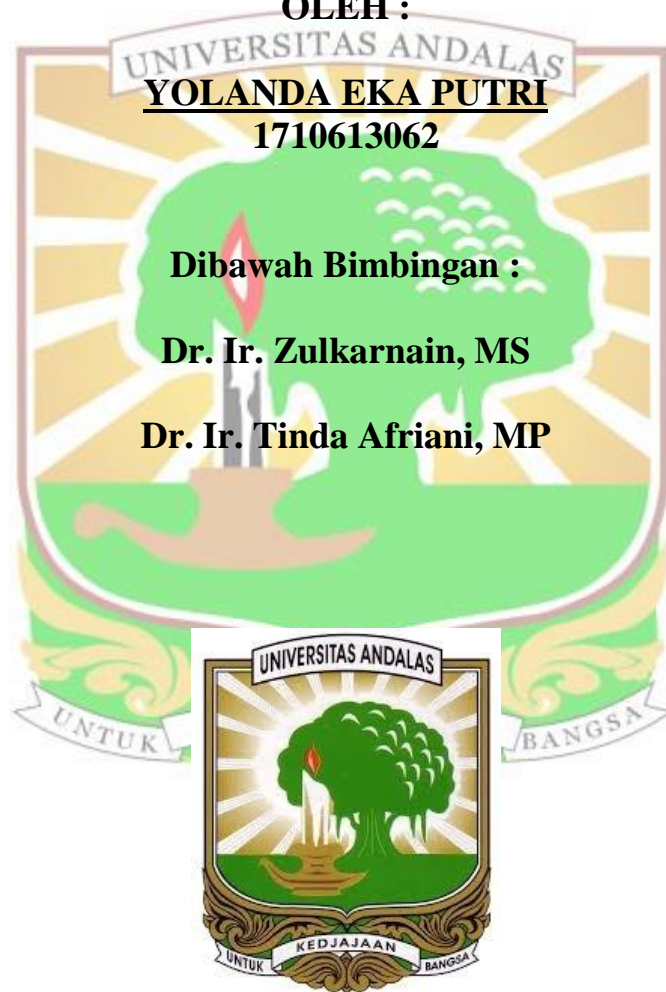 OLEH :
UNIVERSITAS ANDALAS
YOLANDA EKA PUTRI
1710613062
Dibawah Bimbingan :
Dr. Ir. Zulkarnain, MS
Dr. Ir. Tinda Afriani, MP
UNTUK BANGSA
UNIVERSITAS ANDALAS
UNTUK KEDJAJAAN BANGSA